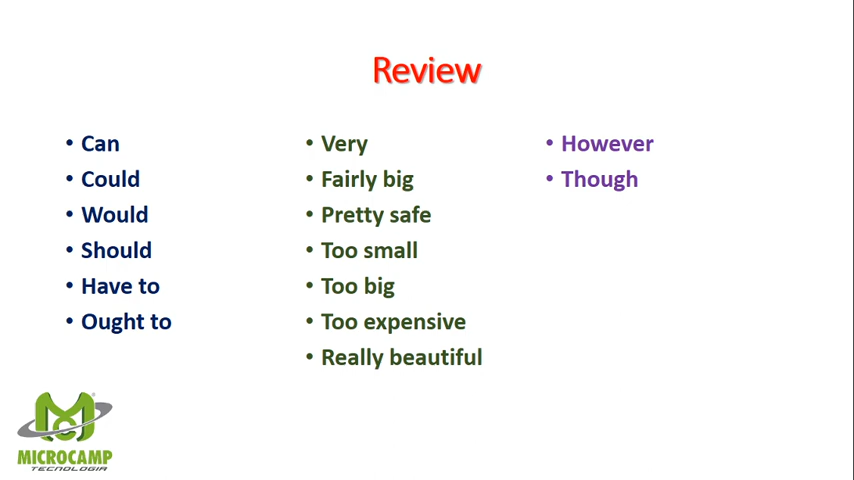 Review
• Can
• Could
• Would
• Should
• Have to
• Ought to
• Very
• Fairly big
• Pretty safe
• Too small
• Too big
• Too expensive
• Really beautiful
• However
• Though
MICROCAMP
TECNOLOGIA